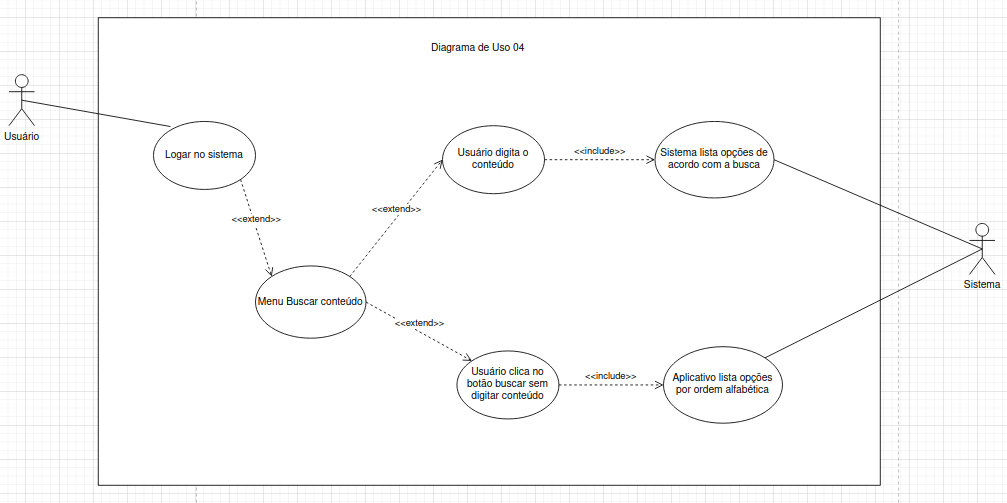 Diagrama de Uso 04
Usuário
Logar no sistema
<<extend>>
Menu Buscar conteúdo
<<extend>>
Usuário digita o
conteúdo
<<include>>
Sistema lista opções de
acordo com a busca
<<extend>>
Usuário clica no
botão buscar sem
digitar conteúdo
<<include>>
Aplicativo lista opções
por ordem alfabética
Sistema